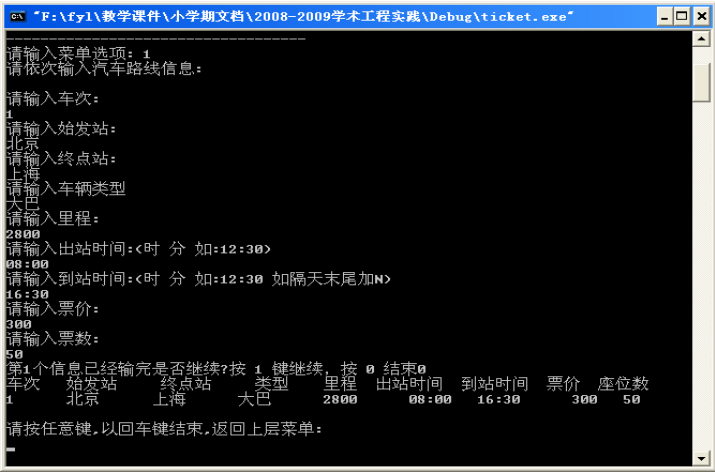 "F:\fyl\教学课件\小学期文档\2008-2009学术工程实践\Debug\ticket.exe"
-----------------------------------
请输入菜单选项: 1
请依次输入汽车路线信息:
请输入车次:
1
请输入始发站:
北京
请输入终点站:
上海
请输入车辆类型
大巴
请输入里程:
2800
请输入出站时间:(时 分 如:12:30)
08:00
请输入到站时间:(时 分 如:12:30 如隔天末尾加N)
16:30
请输入票价:
300
请输入票数:
50
第1个信息已经输完是否继续?按 1 键继续, 按 0 结束0
车次 始发站 终点站 类型 里程 出站时间 到站时间 票价 座位数
1 北京 上海 大巴 2800 08:00 16:30 300 50
请按任意键,以回车键结束,返回上层菜单: